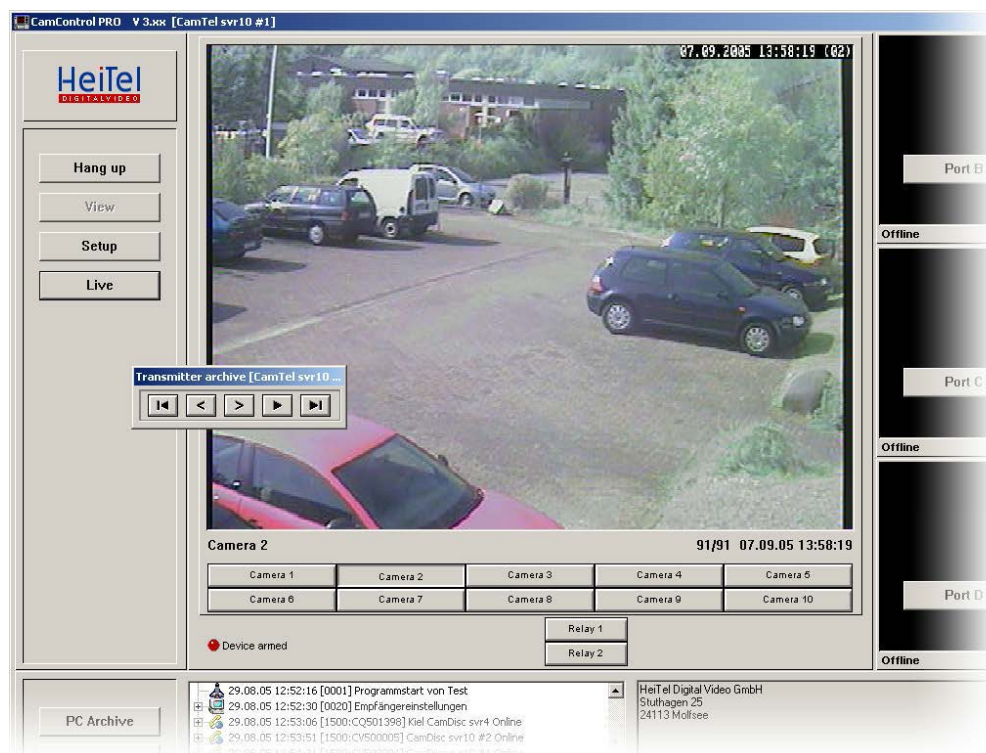 CamControl PRO V 3.xx [CamTel svr10 #1]
HeiTel
DIGITALVIDEO
Hang up
View
Setup
Live
07.09.2005 13:58:19 (02)
Transmitter archive [CamTel svr10 ...
Camera 2
91/91 07.09.05 13:58:19
Camera 1
Camera 2
Camera 3
Camera 4
Camera 5
Camera 6
Camera 7
Camera 8
Camera 9
Camera 10
Device armed
Relay 1
Relay 2
Port B
Offline
Port C
Offline
Port D
Offline
PC Archive
29.08.05 12:52:16 [0001] Programmstart von Test
29.08.05 12:52:30 [0020] Empfängereinstellungen
29.08.05 12:53:06 [1500:CQ501398] Kiel CamDisc svr4 Online
29.08.05 12:53:51 [1500:CV500005] CamDisc svr10 #2 Online
HeiTel Digital Video GmbH
Stuthagen 25
24113 Molfsee